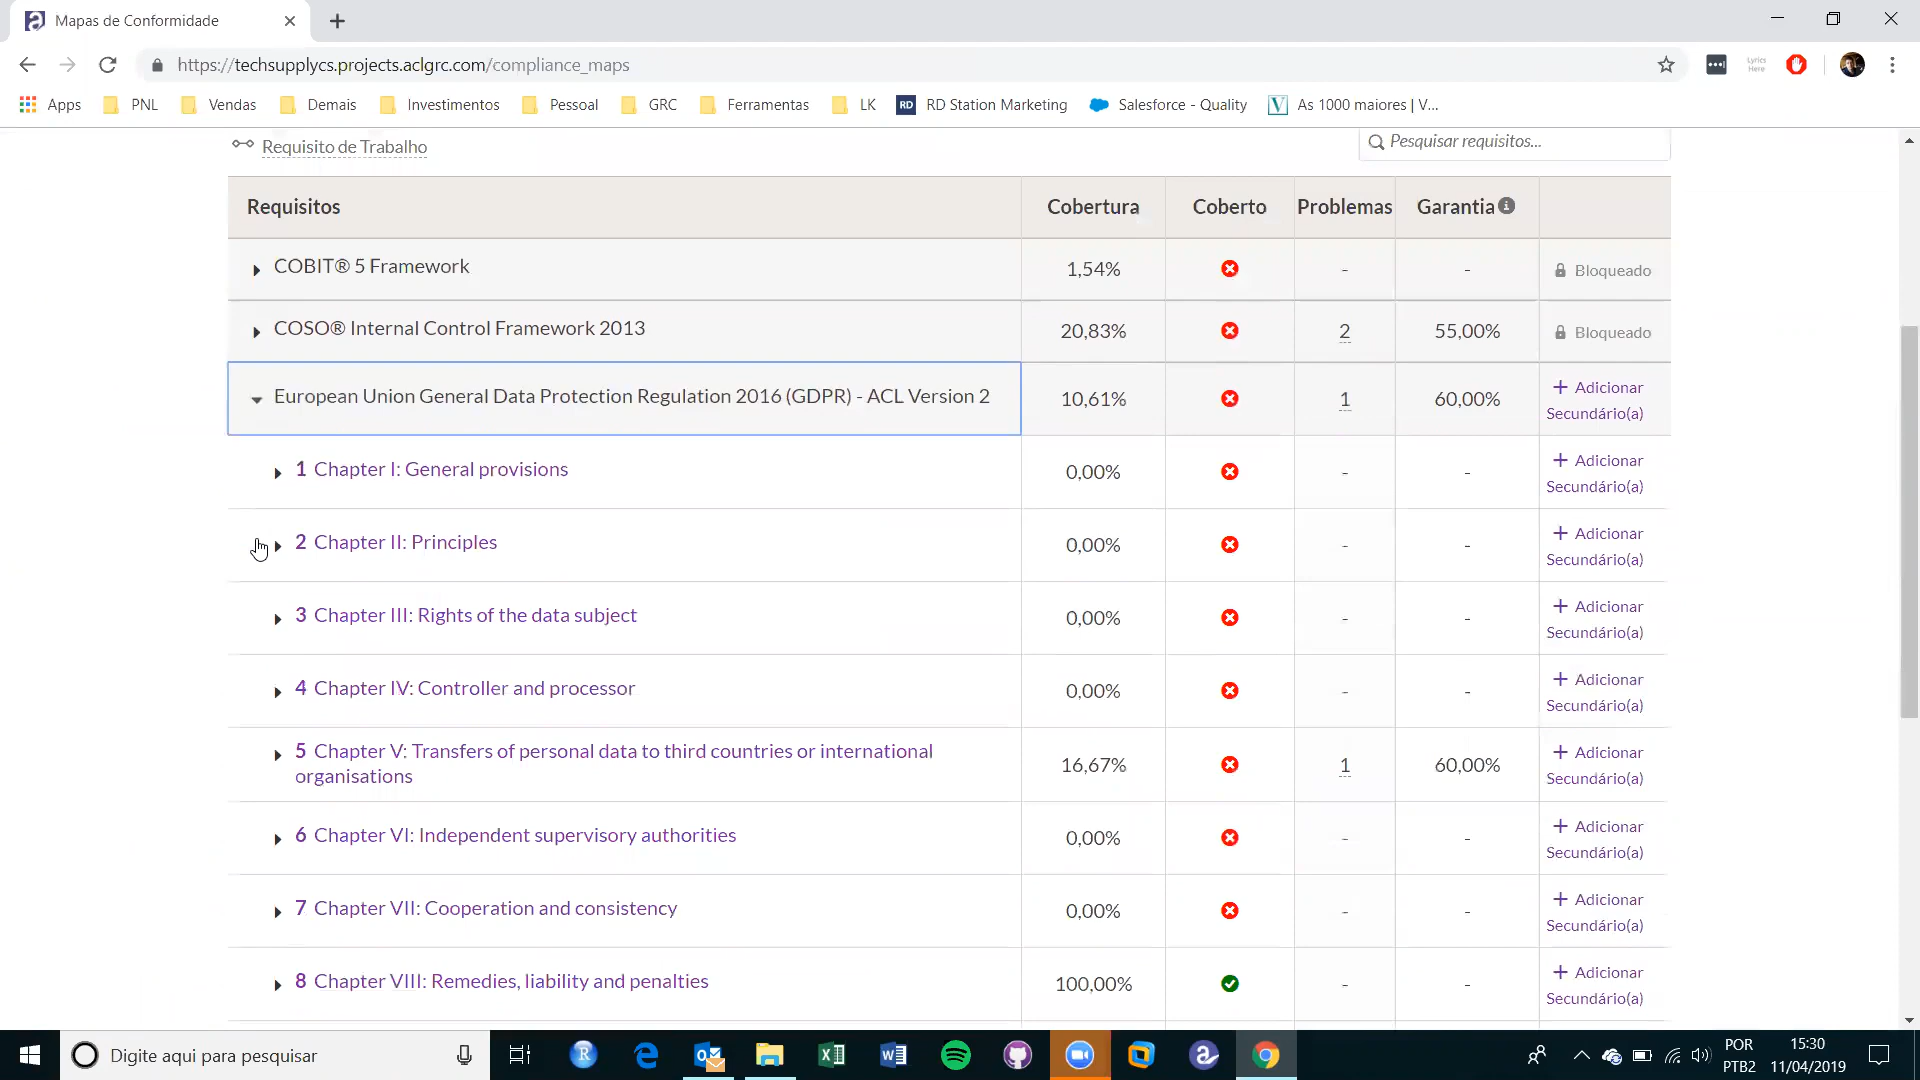 Mapas de Conformidade
https://techsupplycs.projects.aclgrc.com/compliance_maps
Lyrics
Here
Apps PNL Vendas Demais Investimentos Pessoal GRC Ferramentas LK RD RD Station Marketing Salesforce - Quality V As 1000 maiores | V...
Requisito de Trabalho
Pesquisar requisitos...
Requisitos Cobertura Coberto Problemas Garantia
COBIT® 5 Framework 1,54% - - Bloqueado
COSO® Internal Control Framework 2013 20,83% 2 55,00% Bloqueado
European Union General Data Protection Regulation 2016 (GDPR) - ACL Version 2 10,61% 1 60,00% + Adicionar
Secundário(a)
1 Chapter I: General provisions 0,00% - - + Adicionar
Secundário(a)
2 Chapter II: Principles 0,00% - - + Adicionar
Secundário(a)
3 Chapter III: Rights of the data subject 0,00% - - + Adicionar
Secundário(a)
4 Chapter IV: Controller and processor 0,00% - - + Adicionar
Secundário(a)
5 Chapter V: Transfers of personal data to third countries or international
organisations 16,67% 1 60,00% + Adicionar
Secundário(a)
6 Chapter VI: Independent supervisory authorities 0,00% - - + Adicionar
Secundário(a)
7 Chapter VII: Cooperation and consistency 0,00% - - + Adicionar
Secundário(a)
8 Chapter VIII: Remedies, liability and penalties 100,00% - - + Adicionar
Secundário(a)
Digite aqui para pesquisar
POR
PTB2
15:30
11/04/2019